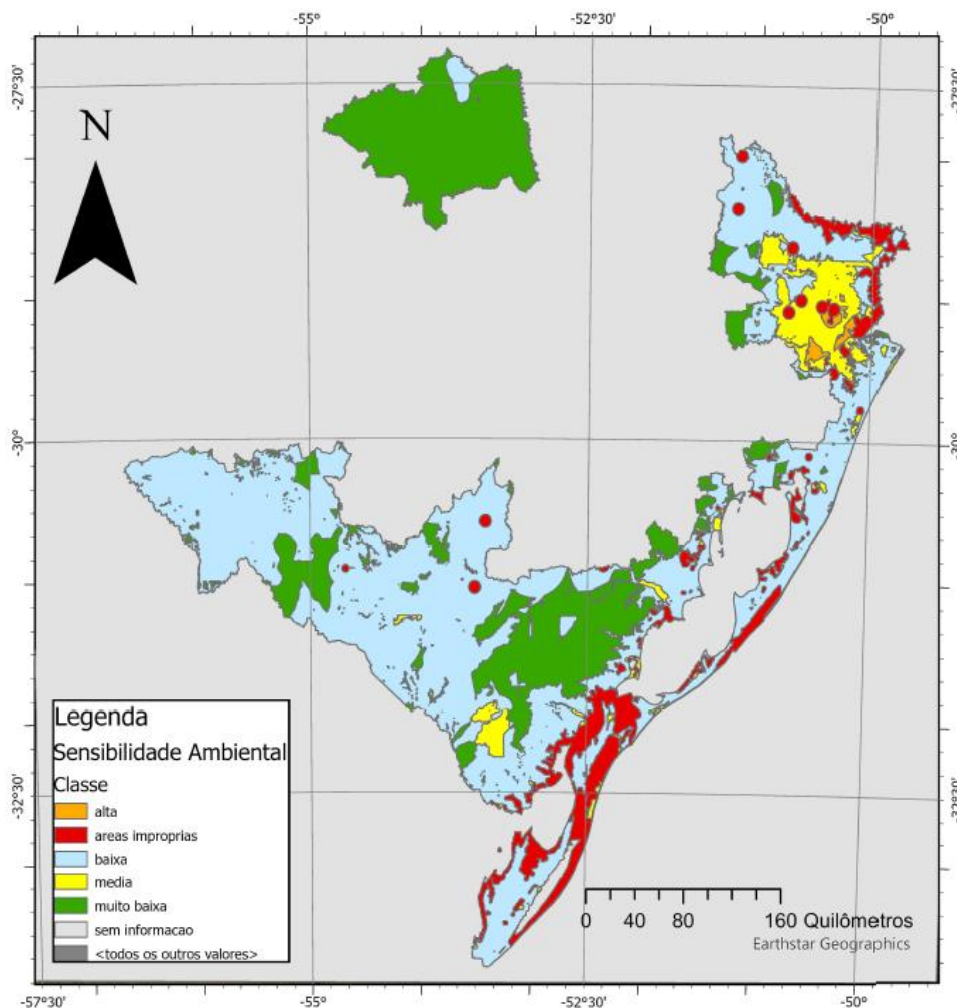 -55° -52°30' -50°
-27°30' -27°30'
N
-30° -30°
Legenda
Sensibilidade Ambiental
Classe
alta
areas improprias
baixa
media
muito baixa
sem informacao
<todos os outros valores>
-32°30' -32°30'
0 40 80 160 Quilômetros
Earthstar Geographics
-57°30' -55° -52°30' -50°